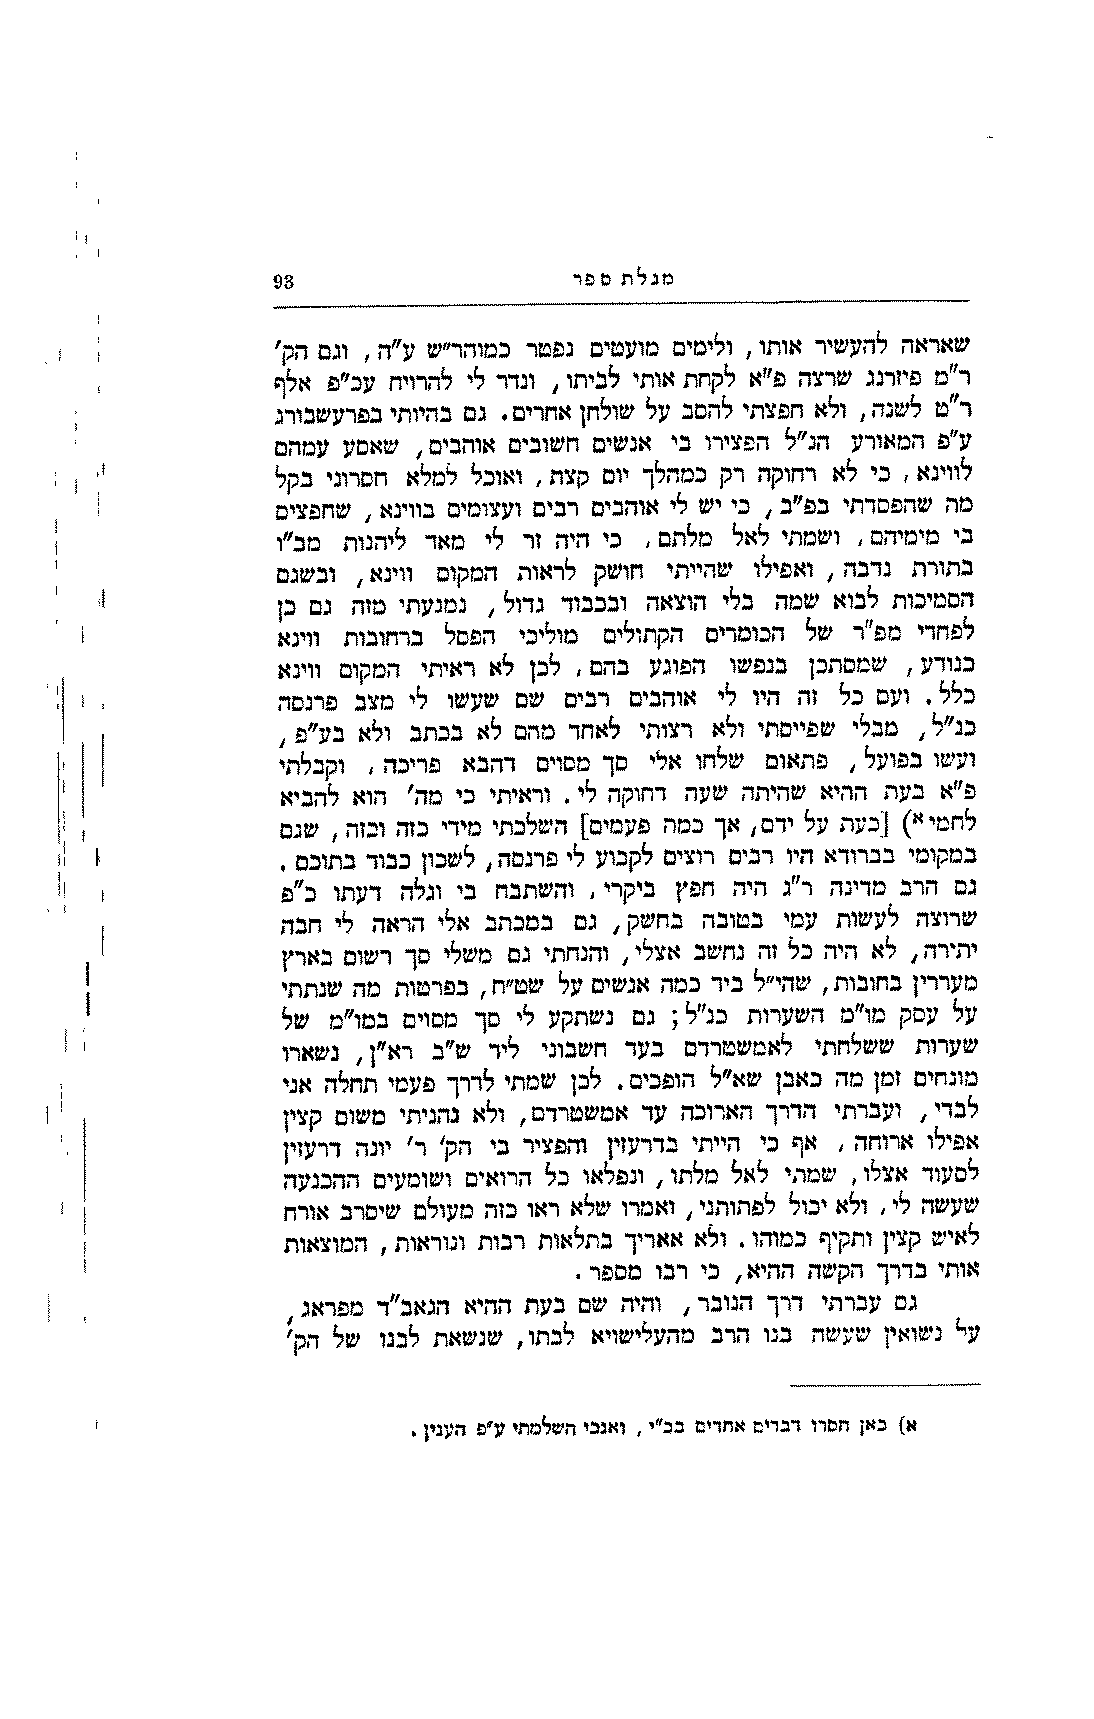 מגלת ספר 93
שאראה להעשיר אותו, ולימים מועטים נפטר כמוהר״ש ע״ה, וגם הק׳
ר״מ פיזרנג שרצה פ״א לקחת אותי לביתו, ונדר לי להרויח עכ״פ אלף
ר״ט לשנה, ולא חפצתי להסב על שולחן אחרים. גם בהיותי בפרעשבורג
ע״פ המאורע הנ״ל הפצירו בי אנשים חשובים אוהבים, שאסע עמהם
לווינא, כי לא רחוקה רק כמהלך יום קצת, ואוכל למלא חסרוני בקל
מה שהפסדתי בפ״ב, כי יש לי אוהבים רבים ועצומים בווינא, שחפצים
בי מימיהם, ושמתי לאל מלתם, כי היה זר לי מאד ליהנות מב״ו
בתורת נדבה, ואפילו שהייתי חושק לראות המקום ווינא, ובשגם
הסמיכות לבוא שמה בלי הוצאה ובכבוד גדול, נמנעתי מזה גם כן
לפחדי מפ״ר של הכומרים הקתולים מוליכי הפסל ברחובות ווינא
כנודע, שמסתכן בנפשו הפוגע בהם, לכן לא ראיתי המקום ווינא
כלל. ועם כל זה היו לי אוהבים רבים שם שעשו לי מצב פרנסה
כנ״ל, מבלי שפייסתי ולא רצותי לאחד מהם לא בכתב ולא בע״פ,
ועשו בפועל, פתאום שלחו אלי סך מסוים דהבא פריכה, וקבלתי
פ״א בעת ההיא שהיתה שעה דחוקה לי. וראיתי כי מה׳ הוא להביא
לחמי א) [כעת על ידם, אך כמה פעמים] השלכתי מידי כזה וכזה, שגם
במקומי בברודא היו רבים רוצים לקבוע לי פרנסה, לשכון כבוד בתוכם.
גם הרב מדינה ר״ג היה חפץ ביקרי, והשתבח בי וגלה דעתו כ״פ
שרוצה לעשות עמי בטובה בחשק, גם במכתב אלי הראה לי חבה
יתירה, לא היה כל זה נחשב אצלי, והנחתי גם משלי סך רשום בארץ
מעררין בחובות, שהי״ל ביד כמה אנשים על שט״ח, בפרטות מה שנתתי
על עסק מו״מ השערות כנ״ל; גם נשתקע לי סך מסוים במו״מ של
שערות ששלחתי לאמשטרדם בעד חשבוני ליד ש״ב רא״ן, נשארו
מונחים זמן מה כאבן שא״ל הופכים. לכן שמתי לדרך פעמי תחלה אני
לבדי, ועברתי הדרך הארוכה עד אמשטרדם, ולא נהניתי משום קצין
אפילו ארוחה, אף כי הייתי בדרעזין והפציר בי הק׳ ר׳ יונה דרעזין
לסעוד אצלו, שמתי לאל מלתו, ונפלאו כל הרואים ושומעים ההכנעה
שעשה לי, ולא יכול לפתותני, ואמרו שלא ראו כזה מעולם שיסרב אורח
לאיש קצין ותקיף כמוהו. ולא אאריך בתלאות רבות ונוראות, המוצאות
אותי בדרך הקשה ההיא, כי רבו מספר.
גם עברתי דרך הנובר, והיה שם בעת ההיא הגאב״ד מפראג,
על נשואין שעשה בנו הרב מהעלישויא לבתו, שנשאת לבנו של הק׳
א) כאן חסרו דברים אחדים בכ״י, ואנכי השלמתי ע״פ הענין.